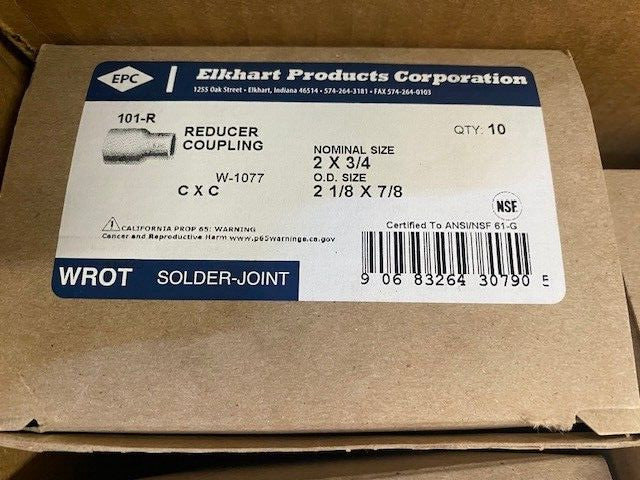 EPC
Elkhart Products Corporation
1255 Oak Street • Elkhart, Indiana 46514 • 574-264-3181 • FAX 574-264-0103
101-R
REDUCER
COUPLING
QTY: 10
NOMINAL SIZE
2 X 3/4
W-1077
O.D. SIZE
C X C
2 1/8 X 7/8
NSF.
Certified To ANSI/NSF 61-G
CALIFORNIA PROP 65: WARNING
Cancer and Reproductive Harm www.p65warnings.ca.gov
WROT SOLDER-JOINT
9 06 83264 30790 5